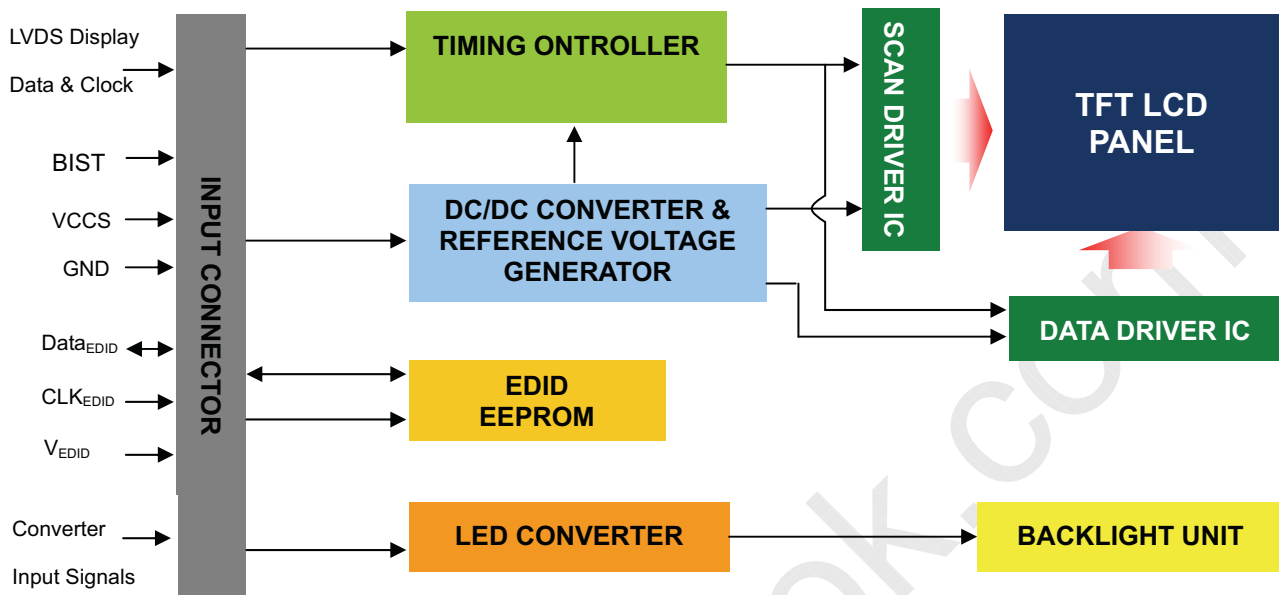 LVDS Display
Data & Clock
BIST
VCCS
GND
DataEDID
CLKEDID
VEDID
Converter
Input Signals
INPUT CONNECTOR
TIMING ONTROLLER
DC/DC CONVERTER &
REFERENCE VOLTAGE
GENERATOR
EDID
EEPROM
LED CONVERTER
SCAN DRIVER IC
TFT LCD
PANEL
DATA DRIVER IC
BACKLIGHT UNIT
ok.com